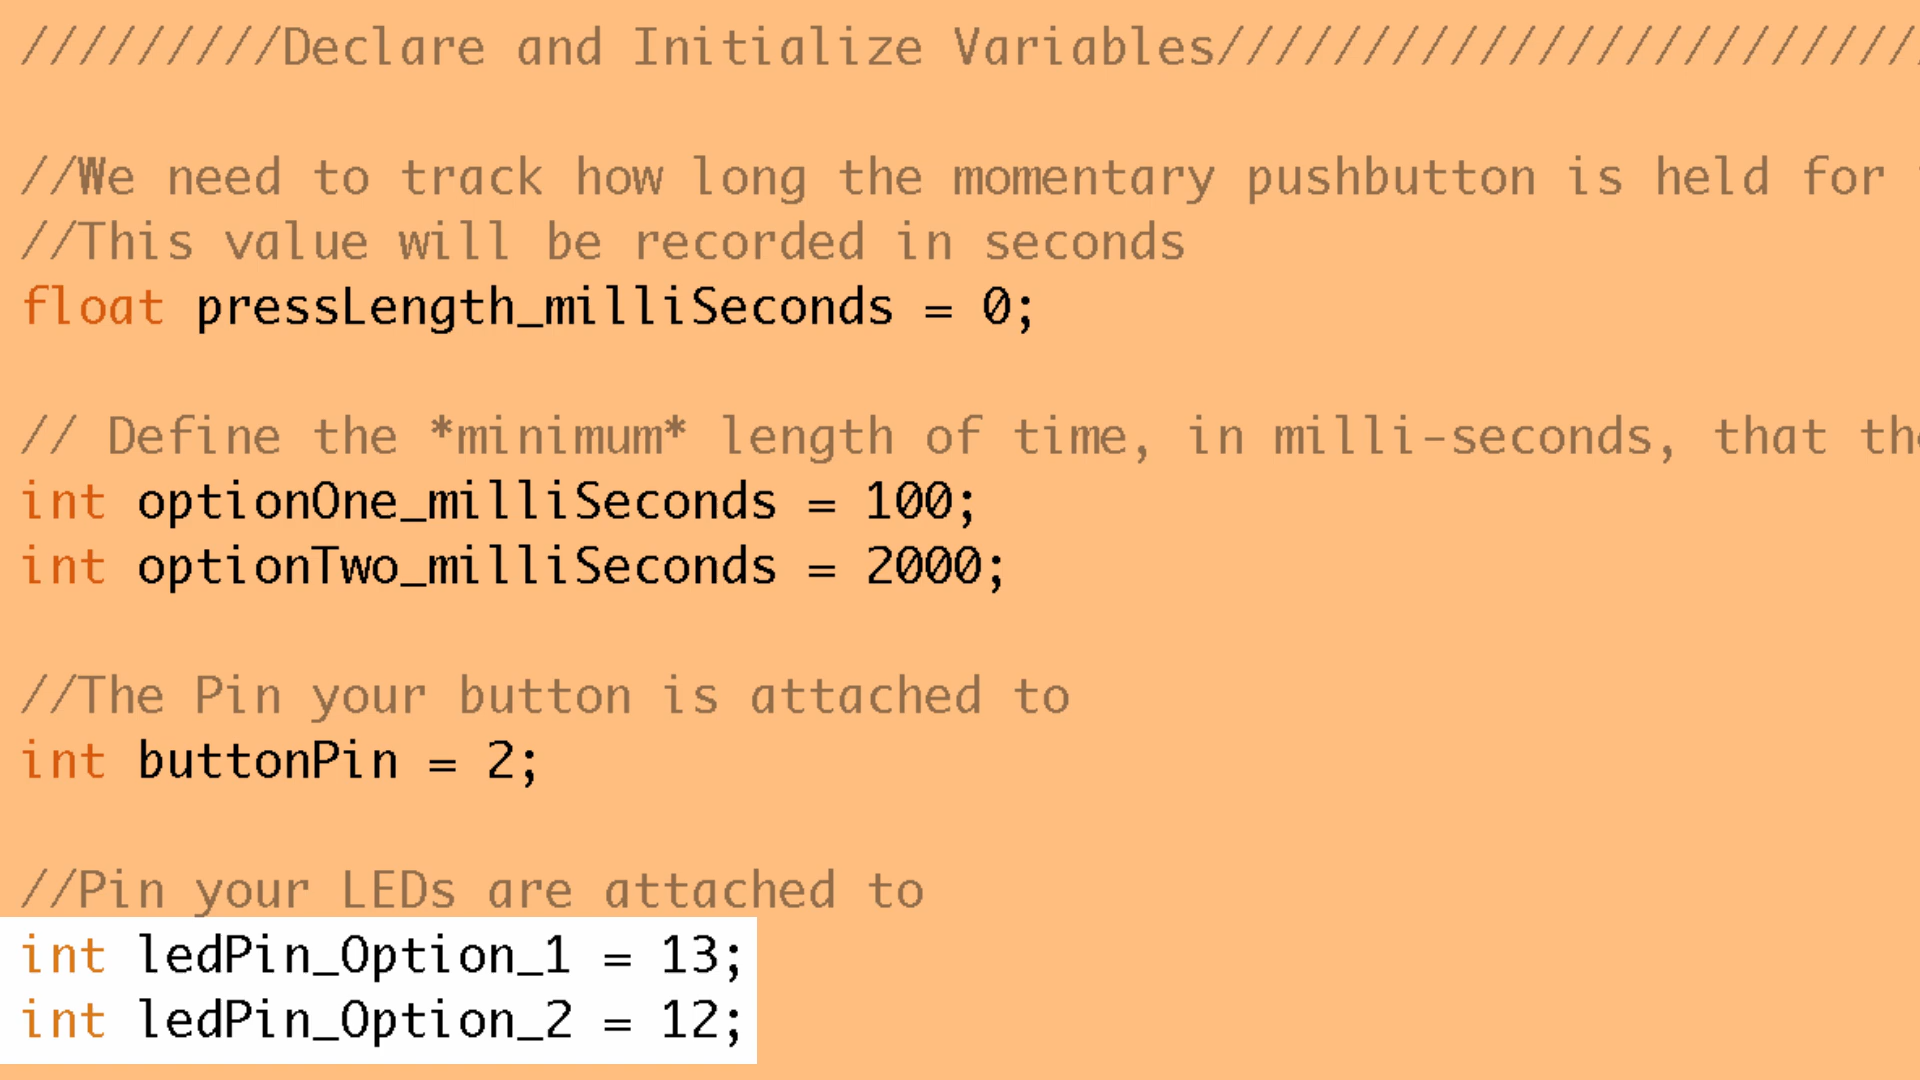 /////////Declare and Initialize Variables////////////////////////
//We need to track how long the momentary pushbutton is held for
//This value will be recorded in seconds
float pressLength_milliSeconds = 0;
// Define the *minimum* length of time, in milli-seconds, that the
int optionOne_milliSeconds = 100;
int optionTwo_milliSeconds = 2000;
//The Pin your button is attached to
int buttonPin = 2;
//Pin your LEDs are attached to
int ledPin_Option_1 = 13;
int ledPin_Option_2 = 12;